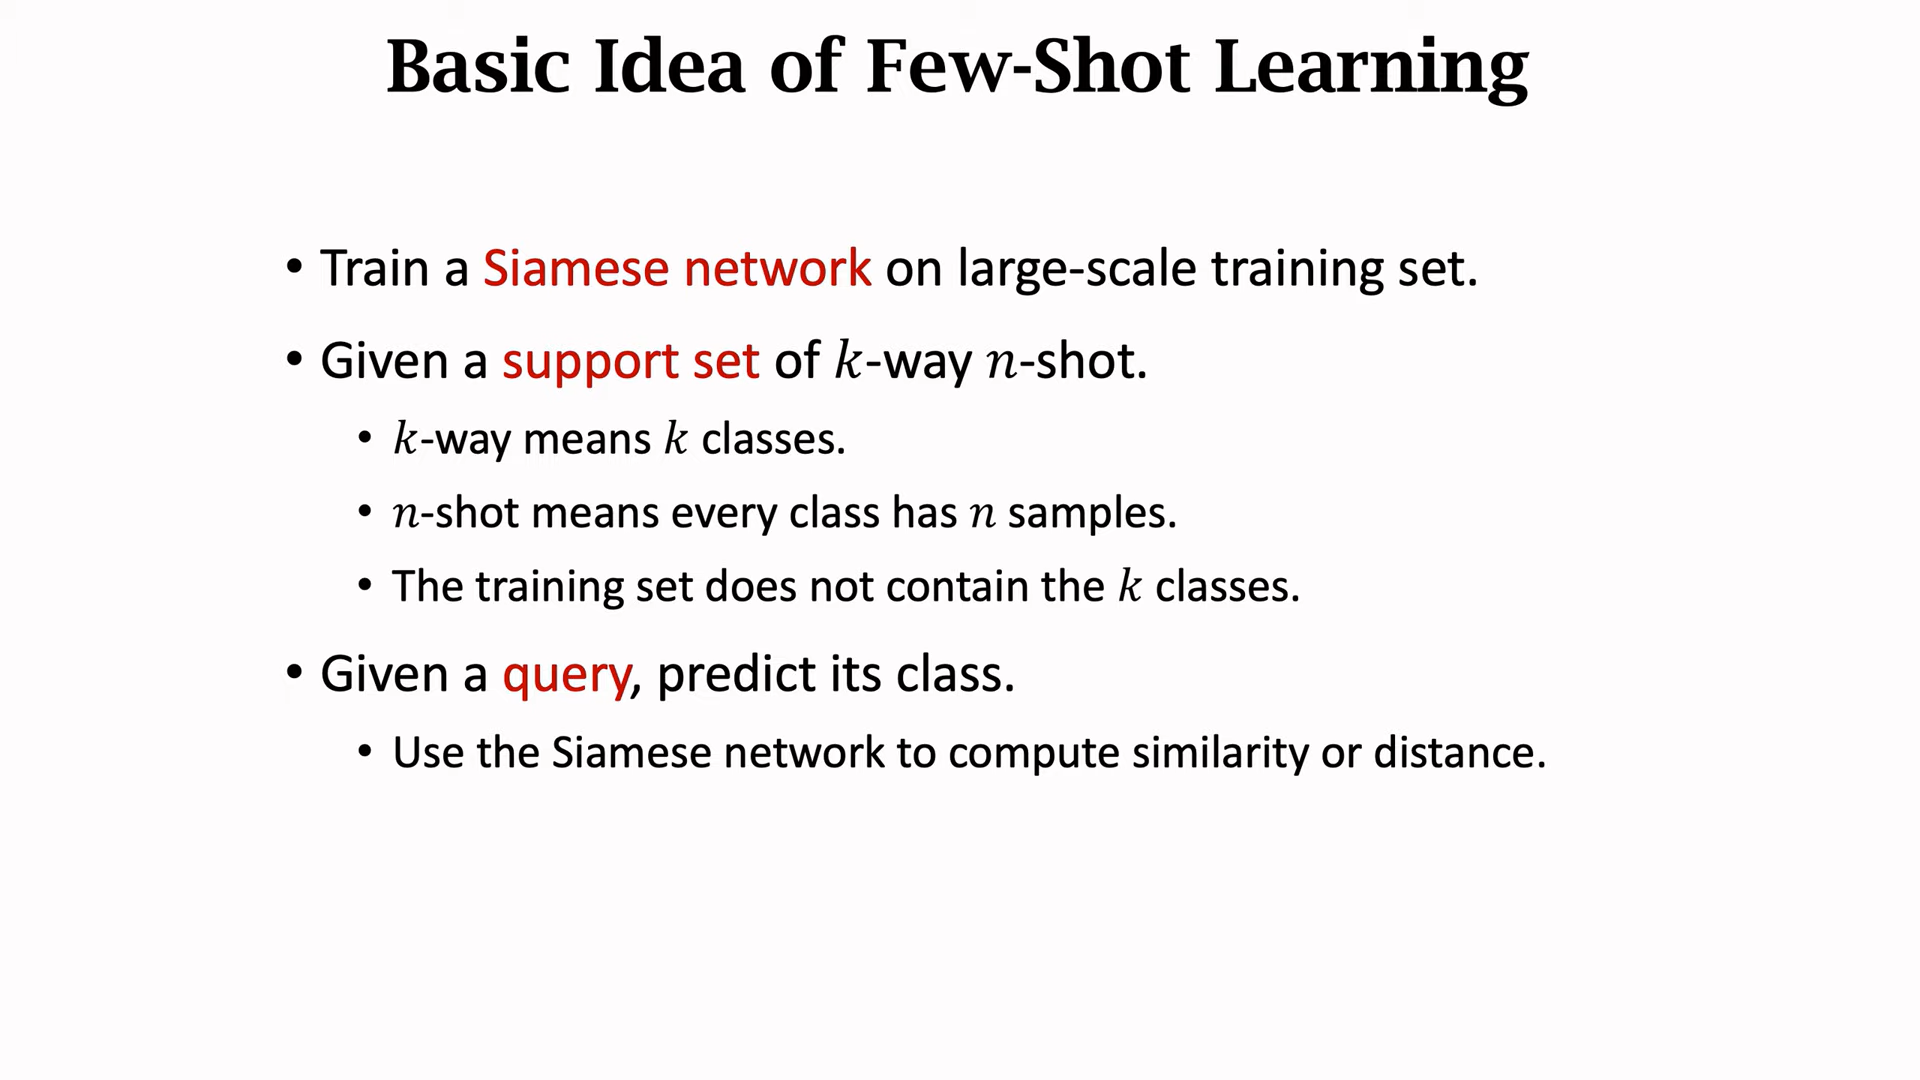 Basic Idea of Few-Shot Learning
• Train a Siamese network on large-scale training set.
• Given a support set of k-way n-shot.
• k-way means k classes.
• n-shot means every class has n samples.
• The training set does not contain the k classes.
• Given a query, predict its class.
• Use the Siamese network to compute similarity or distance.